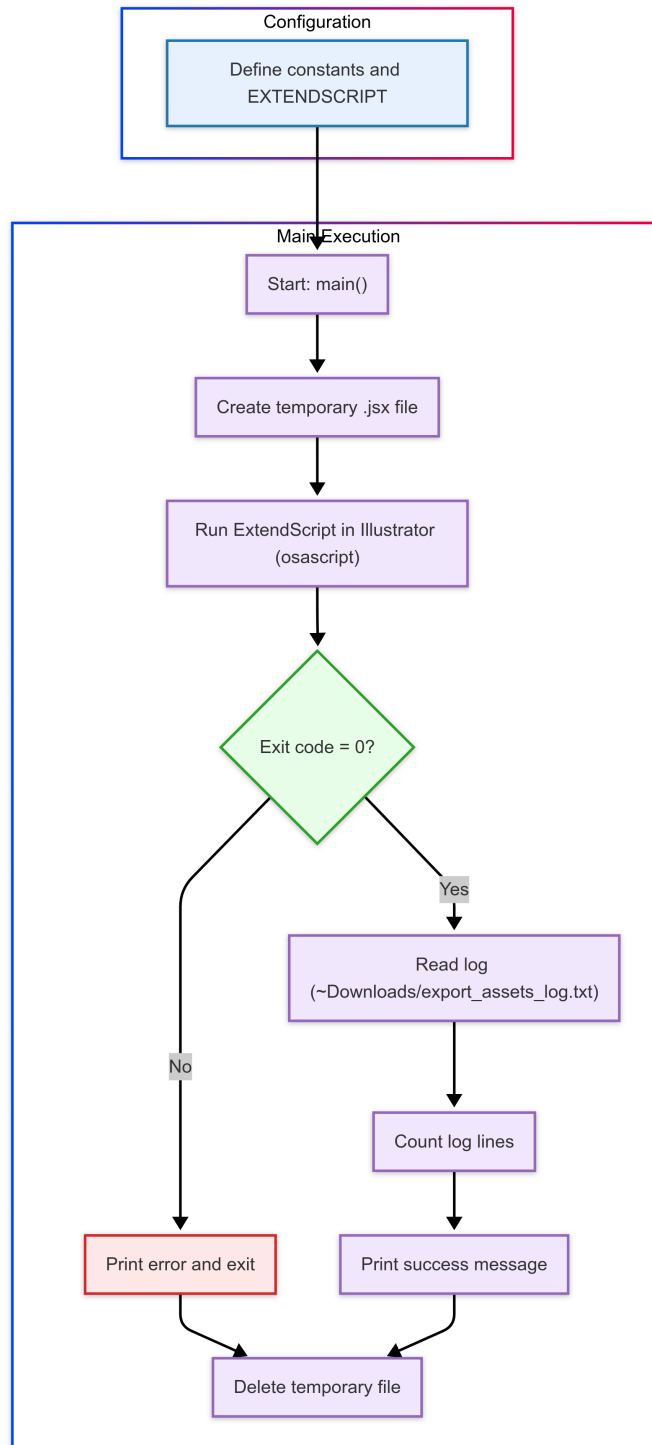 Configuration
Define constants and
EXTENDSCRIPT
Main Execution
Start: main()
Create temporary .jsx file
Run ExtendScript in Illustrator
(osascript)
Exit code = 0?
Yes
Read log
(~Downloads/export_assets_log.txt)
No
Count log lines
Print error and exit
Print success message
Delete temporary file